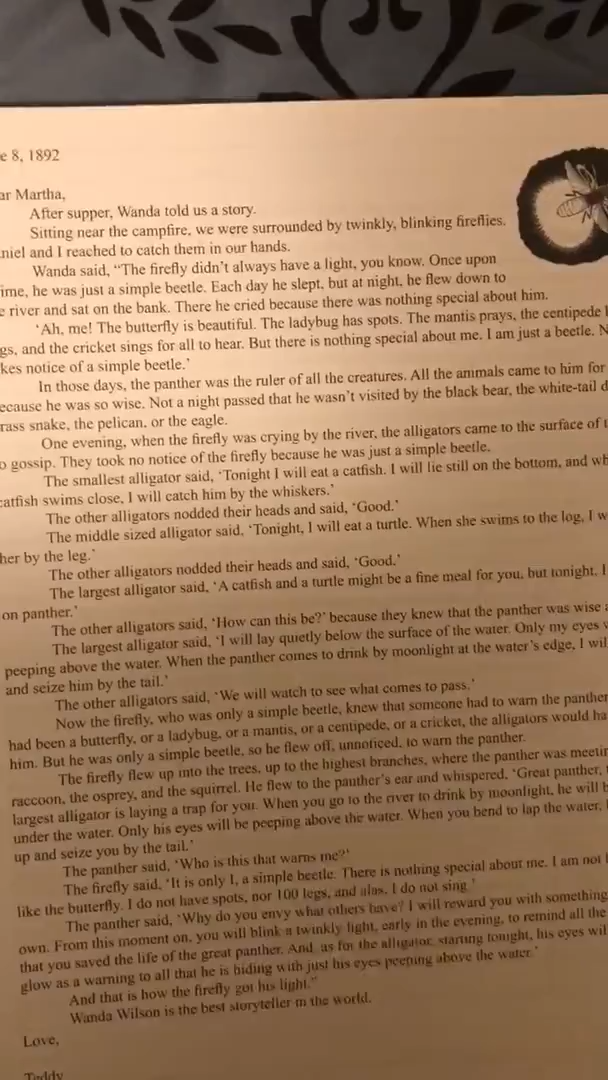 e 8, 1892
ar Martha,
After supper, Wanda told us a story.
Sitting near the campfire, we were surrounded by twinkly, blinking fireflies.
niel and I reached to catch them in our hands.
Wanda said, “The firefly didn’t always have a light, you know. Once upon
ime, he was just a simple beetle. Each day he slept, but at night, he flew down to
e river and sat on the bank. There he cried because there was nothing special about him.
‘Ah, me! The butterfly is beautiful. The ladybug has spots. The mantis prays, the centipede
gs, and the cricket sings for all to hear. But there is nothing special about me. I am just a beetle. N
kes notice of a simple beetle.’
In those days, the panther was the ruler of all the creatures. All the animals came to him for
ecause he was so wise. Not a night passed that he wasn’t visited by the black bear, the white-tail d
rass snake, the pelican, or the eagle.
One evening, when the firefly was crying by the river, the alligators came to the surface of t
o gossip. They took no notice of the firefly because he was just a simple beetle.
The smallest alligator said, ‘Tonight I will eat a catfish. I will lie still on the bottom, and wh
catfish swims close, I will catch him by the whiskers.’
The other alligators nodded their heads and said, ‘Good.’
The middle sized alligator said, ‘Tonight, I will eat a turtle. When she swims to the log, I w
her by the leg.’
The other alligators nodded their heads and said, ‘Good.’
The largest alligator said, ‘A catfish and a turtle might be a fine meal for you, but tonight, I
on panther.’
The other alligators said, ‘How can this be?’ because they knew that the panther was wise a
The largest alligator said, ‘I will lay quietly below the surface of the water. Only my eyes w
peeping above the water. When the panther comes to drink by moonlight at the water’s edge, I wil
and seize him by the tail.’
The other alligators said, ‘We will watch to see what comes to pass.’
Now the firefly, who was only a simple beetle, knew that someone had to warn the panther
had been a butterfly, or a ladybug, or a mantis, or a centipede, or a cricket, the alligators would ha
him. But he was only a simple beetle, so he flew off, unnoticed, to warn the panther.
The firefly flew up into the trees, up to the highest branches, where the panther was meetin
raccoon, the osprey, and the squirrel. He flew to the panther’s ear and whispered, ‘Great panther, t
largest alligator is laying a trap for you. When you go to the river to drink by moonlight, he will b
under the water. Only his eyes will be peeping above the water. When you bend to lap the water,
up and seize you by the tail.’
The panther said, ‘Who is this that warns me?’
The firefly said, ‘It is only I, a simple beetle. There is nothing special about me. I am not
like the butterfly. I do not have spots, nor 100 legs, and alas, I do not sing.’
The panther said, ‘Why do you envy what others have? I will reward you with something
own. From this moment on, you will blink a twinkly light, early in the evening, to remind all the
that you saved the life of the great panther. And, as for the alligator, starting tonight, his eyes wil
glow as a warning to all that he is hiding with just his eyes peeping above the water.’
And that is how the firefly got his light.”
Wanda Wilson is the best storyteller in the world.
Love,
Teddy